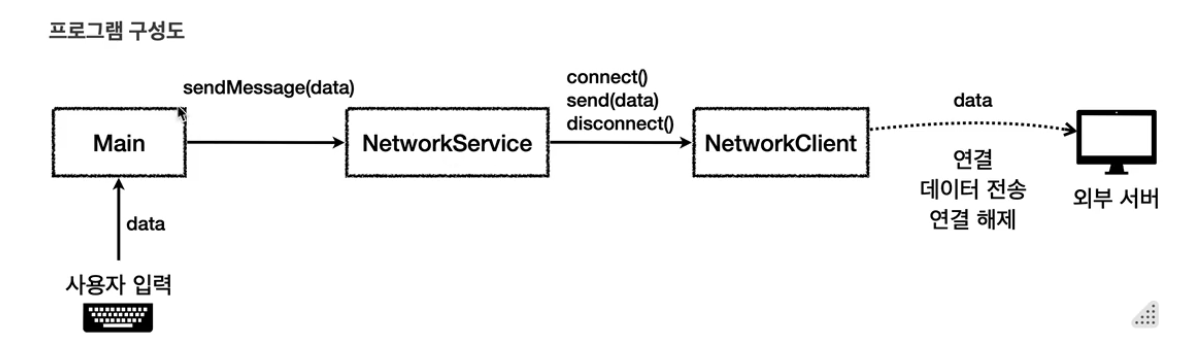 프로그램 구성도
sendMessage(data)
connect()
send(data)
disconnect()
data
Main
NetworkService
NetworkClient
연결
데이터 전송
연결 해제
외부 서버
data
사용자 입력